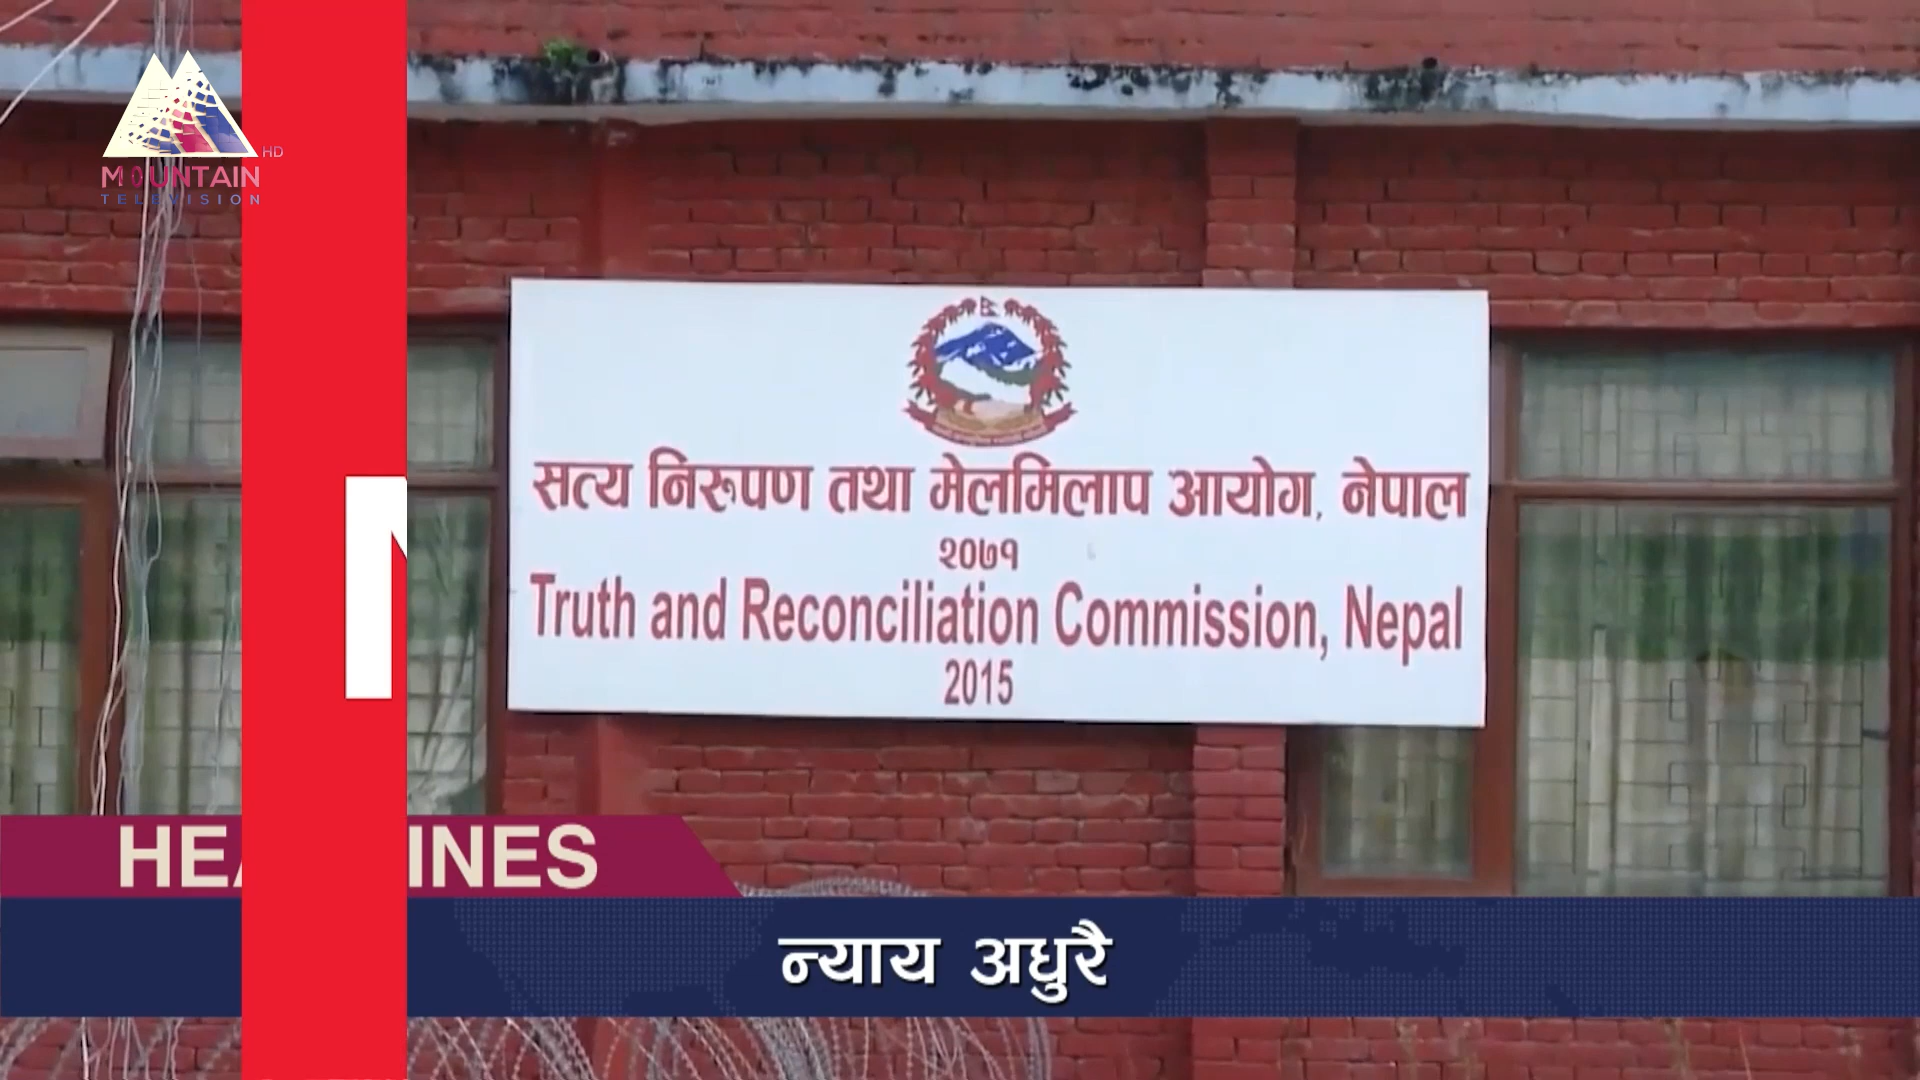 HD
MOUNTAIN
TELEVISION
सत्य निरुपण तथा मेलमिलाप आयोग, नेपाल
२०७१
Truth and Reconciliation Commission, Nepal
2015
न्याय अधुरै